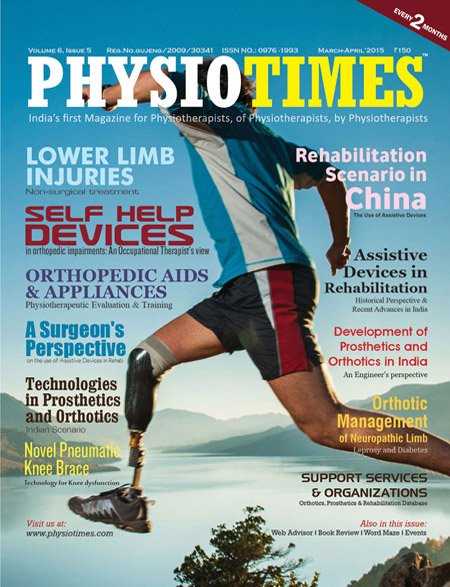 EVERY 2 MONTHS
VOLUME 6, ISSUE 5 REG.NO.GUJENG/2009/30341 ISSN NO.: 0976 -1993 MARCH-APRIL'2015 ₹150
PHYSIOTIMES™
India's first Magazine for Physiotherapists, of Physiotherapists, by Physiotherapists
LOWER LIMB
INJURIES
Non-surgical treatment
SELF HELP
DEVICES
in orthopedic impairments: An Occupational Therapist's view
ORTHOPEDIC AIDS
& APPLIANCES
Physiotherapeutic Evaluation & Training
A Surgeon's
Perspective
on the use of Assistive Devices in Rehab
Technologies
in Prosthetics
and Orthotics
Indian Scenario
Novel Pneumatic
Knee Brace
Technology for Knee dysfunction
Visit us at:
www.physiotimes.com
Rehabilitation
Scenario in
China
The Use of Assistive Devices
Assistive
Devices in
Rehabilitation
Historical Perspective &
Recent Advances in India
Development of
Prosthetics and
Orthotics in India
An Engineer's perspective
Orthotic
Management
of Neuropathic Limb
Leprosy and Diabetes
SUPPORT SERVICES
& ORGANIZATIONS
Orthotics, Prosthetics & Rehabilitation Database
Also in this issue:
Web Advisor | Book Review | Word Maze | Events